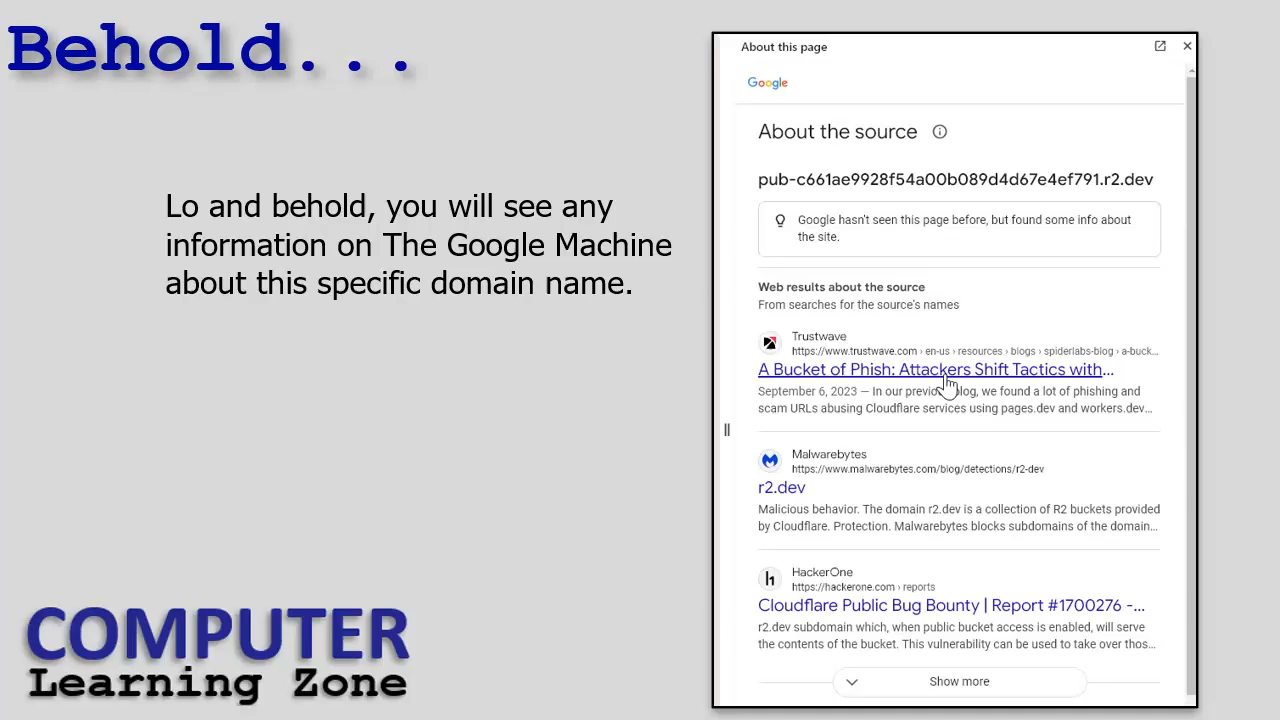 Behold...
Lo and behold, you will see any
information on The Google Machine
about this specific domain name.
COMPUTER
Learning Zone
About this page
Google
About the source
pub-c661ae9928f54a00b089d4d67e4ef791.r2.dev
Google hasn't seen this page before, but found some info about
the site.
Web results about the source
From searches for the source's names
Trustwave
https://www.trustwave.com › en-us › resources › blogs › spiderlabs-blog › a-buck...
A Bucket of Phish: Attackers Shift Tactics with...
September 6, 2023 — In our previous blog, we found a lot of phishing and
scam URLs abusing Cloudflare services using pages.dev and workers.dev...
Malwarebytes
https://www.malwarebytes.com/blog/detections/r2-dev
r2.dev
Malicious behavior. The domain r2.dev is a collection of R2 buckets provided
by Cloudflare. Protection. Malwarebytes blocks subdomains of the domain...
HackerOne
https://hackerone.com › reports
Cloudflare Public Bug Bounty | Report #1700276 -...
r2.dev subdomain which, when public bucket access is enabled, will serve
the contents of the bucket. This vulnerability can be used to take over thos...
Show more